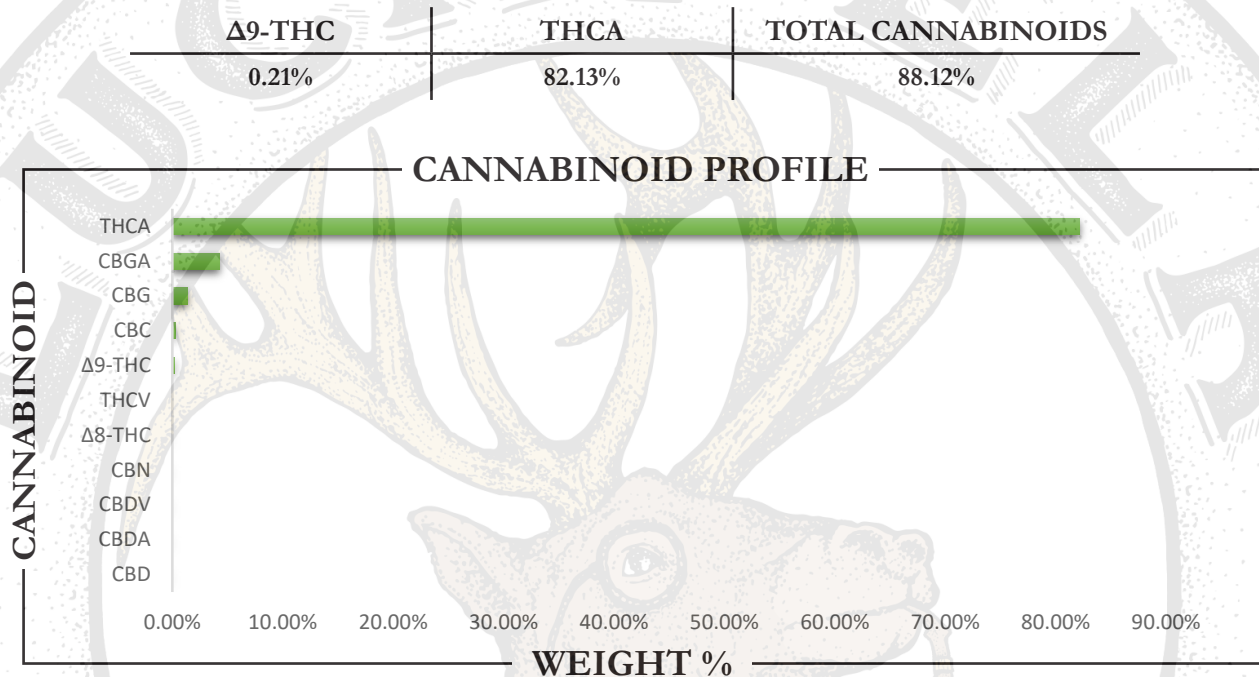 Δ9-THC THCA TOTAL CANNABINOIDS
0.21% 82.13% 88.12%
CANNABINOID PROFILE
CANNABINOID
THCA
CBGA
CBG
CBC
Δ9-THC
THCV
Δ8-THC
CBN
CBDV
CBDA
CBD
0.00% 10.00% 20.00% 30.00% 40.00% 50.00% 60.00% 70.00% 80.00% 90.00%
WEIGHT %